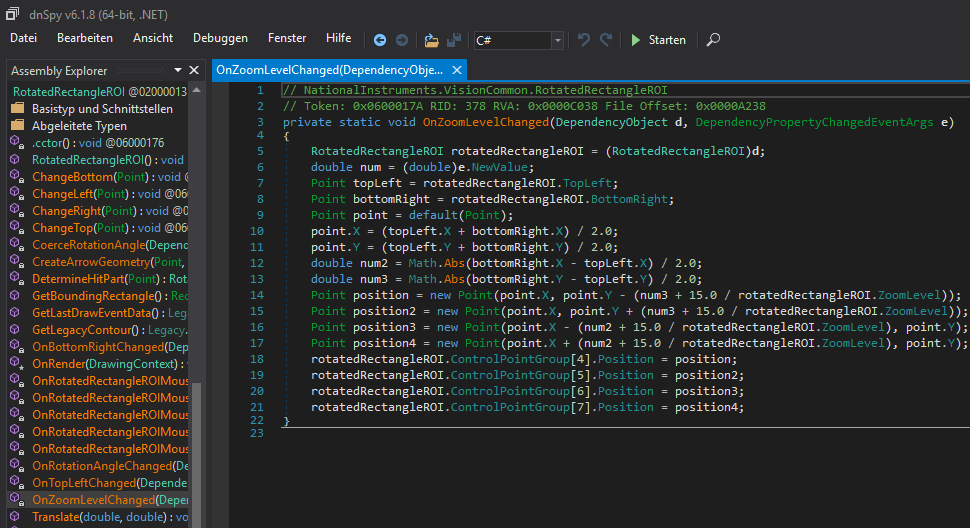 dnSpy v6.1.8 (64-bit, .NET)
Datei Bearbeiten Ansicht Debuggen Fenster Hilfe C# Starten
Assembly Explorer
RotatedRectangleROI @02000013
Basistyp und Schnittstellen
Abgeleitete Typen
.cctor() : void @06000176
RotatedRectangleROI() : void
ChangeBottom(Point) : void @06
ChangeLeft(Point) : void @060
ChangeRight(Point) : void @06
ChangeTop(Point) : void @060
CoerceRotationAngle(Depend
CreateArrowGeometry(Point,
DetermineHitPart(Point) : Rota
GetBoundingRectangle() : Rec
GetLastDrawEventData() : Lega
GetLegacyContour() : Legacy.
OnBottomRightChanged(Dep
OnRender(DrawingContext) :
OnRotatedRectangleROIMous
OnRotatedRectangleROIMous
OnRotatedRectangleROIMous
OnRotatedRectangleROIMous
OnRotatedRectangleROIMous
OnRotationAngleChanged(De
OnTopLeftChanged(Depende
OnZoomLevelChanged(Depe
Translate(double, double) : vo
OnZoomLevelChanged(DependencyObje...
1 // NationalInstruments.VisionCommon.RotatedRectangleROI
2 // Token: 0x0600017A RID: 378 RVA: 0x0000C038 File Offset: 0x0000A238
3 private static void OnZoomLevelChanged(DependencyObject d, DependencyPropertyChangedEventArgs e)
4 {
5 RotatedRectangleROI rotatedRectangleROI = (RotatedRectangleROI)d;
6 double num = (double)e.NewValue;
7 Point topLeft = rotatedRectangleROI.TopLeft;
8 Point bottomRight = rotatedRectangleROI.BottomRight;
9 Point point = default(Point);
10 point.X = (topLeft.X + bottomRight.X) / 2.0;
11 point.Y = (topLeft.Y + bottomRight.Y) / 2.0;
12 double num2 = Math.Abs(bottomRight.X - topLeft.X) / 2.0;
13 double num3 = Math.Abs(bottomRight.Y - topLeft.Y) / 2.0;
14 Point position = new Point(point.X, point.Y - (num3 + 15.0 / rotatedRectangleROI.ZoomLevel));
15 Point position2 = new Point(point.X, point.Y + (num3 + 15.0 / rotatedRectangleROI.ZoomLevel));
16 Point position3 = new Point(point.X - (num2 + 15.0 / rotatedRectangleROI.ZoomLevel), point.Y);
17 Point position4 = new Point(point.X + (num2 + 15.0 / rotatedRectangleROI.ZoomLevel), point.Y);
18 rotatedRectangleROI.ControlPointGroup[4].Position = position;
19 rotatedRectangleROI.ControlPointGroup[5].Position = position2;
20 rotatedRectangleROI.ControlPointGroup[6].Position = position3;
21 rotatedRectangleROI.ControlPointGroup[7].Position = position4;
22 }
23